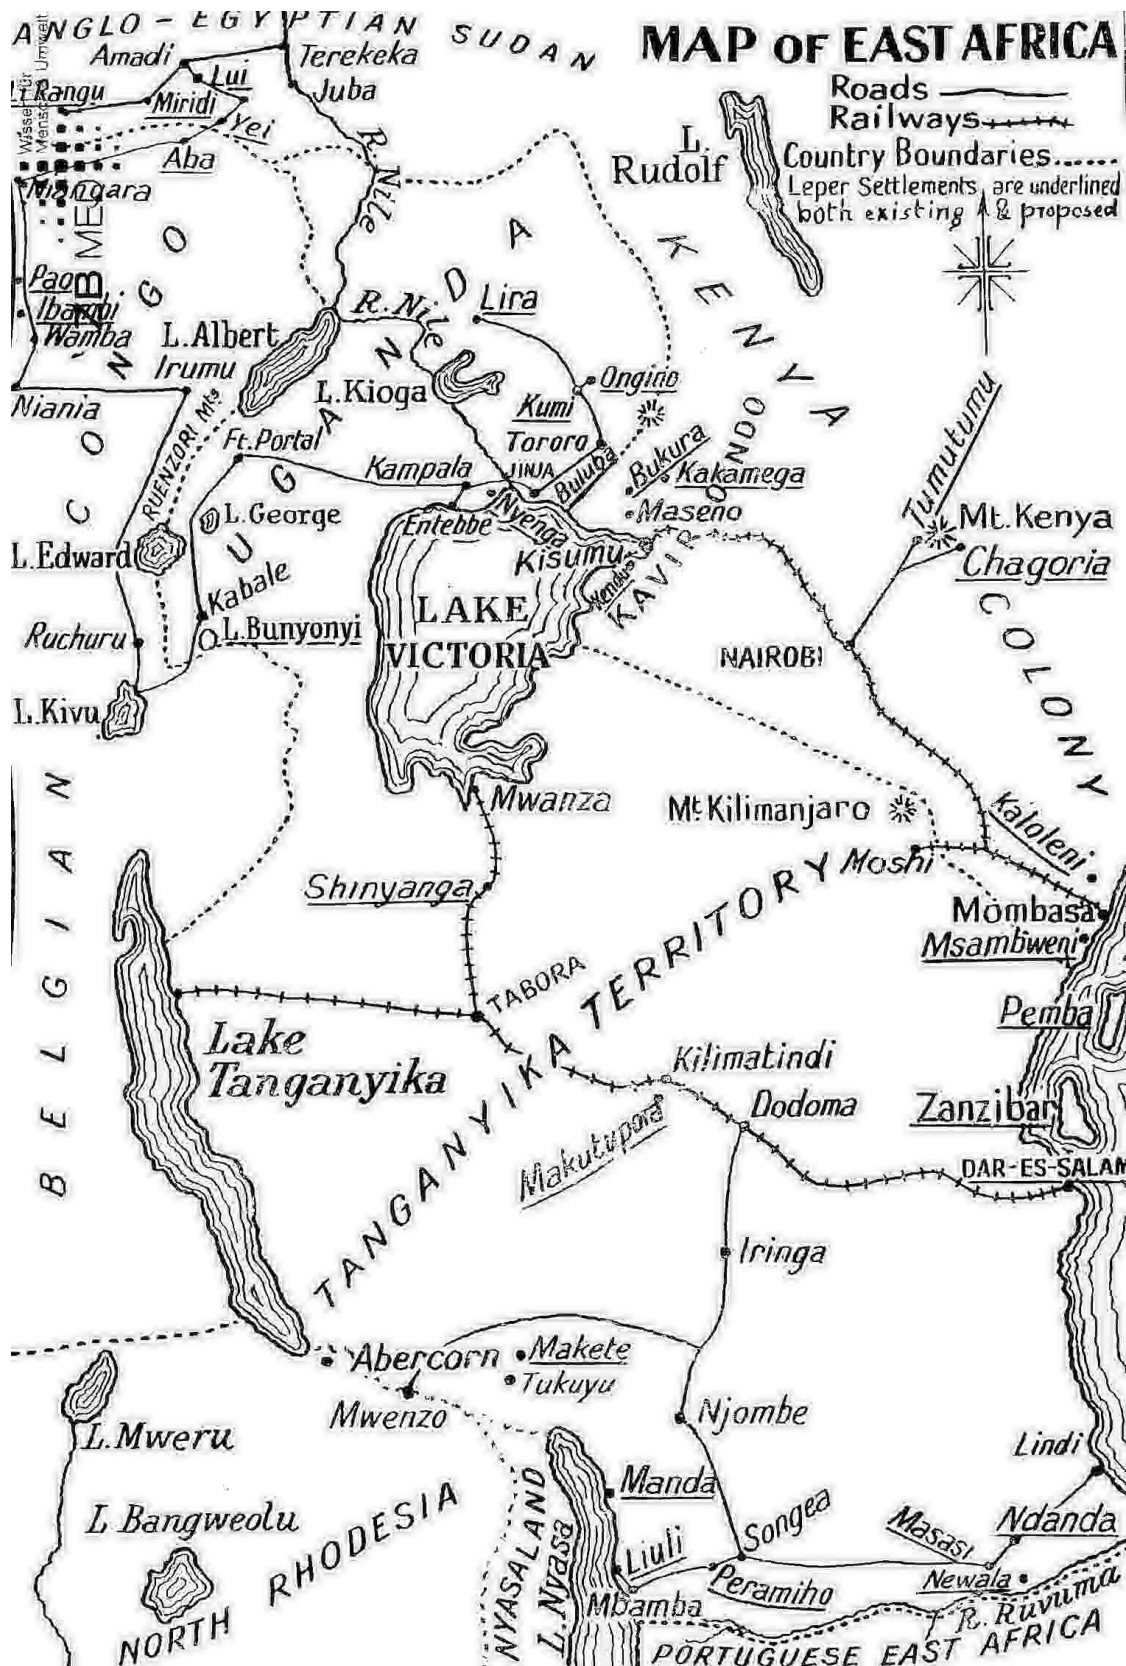 ANGLO-EGYPTIAN SUDAN
MAP OF EAST AFRICA
Roads
Railways
Country Boundaries......
Leper Settlements, are underlined
both existing & proposed
Amadi
Terekeka
Lui
Juba
Rangu
Miridi
Yei
Aba
Niangara
R. Nile
L.
Rudolf
Pao
Ibambi
Wamba
L.Albert
R. Nile
Lira
Irumu
Niania
L.Kioga
Ongino
Kumi
RUENZORI Mts
Ft.Portal
Tororo
Kampala
JINJA
Buluba
Bukura
Kakamega
Maseno
L.George
Entebbe
Nyenga
Kisumu
Kendu
KAVIRONDO
Tumutumu
Mt.Kenya
Chagoria
L.Edward
Kabale
LAKE
VICTORIA
Ruchuru
L.Bunyonyi
NAIROBI
L.Kivu
UGANDA
KENYA
COLONY
BELGIAN
CONGO
Mwanza
Mt Kilimanjaro
Kaloleni
Shinyanga
Moshi
Mombasa
Msambweni
TABORA
TANGANYIKA TERRITORY
Pemba
Lake
Tanganyika
Kilimatindi
Makutupora
Dodoma
Zanzibar
DAR-ES-SALAM
Iringa
Abercorn
Makete
Tukuyu
Mwenzo
Njombe
L.Mweru
Lindi
Manda
L Bangweolu
NORTH
RHODESIA
NYASALAND
L. Nyasa
Songea
Masasi
Ndanda
Liuli
Peramiho
Newala
Mbamba
R. Ruvuma
PORTUGUESE EAST AFRICA